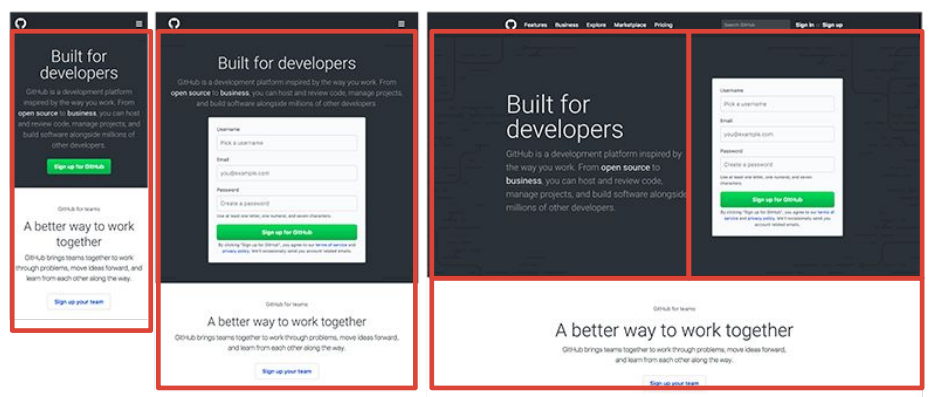 Built for
developers
GitHub is a development platform
inspired by the way you work. From
open source to business, you can host
and review code, manage projects, and
build software alongside millions of
other developers.
Sign up for GitHub
GitHub for teams
A better way to work
together
GitHub brings teams together to work
through problems, move ideas forward, and
learn from each other along the way.
Sign up your team
Built for developers
GitHub is a development platform inspired by the way you work. From
open source to business, you can host and review code, manage projects,
and build software alongside millions of other developers.
Username
Pick a username
Email
you@example.com
Password
Create a password
Use at least one letter, one numeral, and seven characters.
Sign up for GitHub
By clicking "Sign up for GitHub", you agree to our terms of service and
privacy policy. We'll occasionally send you account related emails.
GitHub for teams
A better way to work together
GitHub brings teams together to work through problems, move ideas forward,
and learn from each other along the way.
Sign up your team
Features Business Explore Marketplace Pricing
Search GitHub
Sign in or Sign up
Built for
developers
GitHub is a development platform inspired by
the way you work. From open source to
business, you can host and review code,
manage projects, and build software alongside
millions of other developers.
Username
Pick a username
Email
you@example.com
Password
Create a password
Use at least one letter, one numeral, and seven
characters.
Sign up for GitHub
By clicking "Sign up for GitHub", you agree to our terms of
service and privacy policy. We'll occasionally send you
account related emails.
GitHub for teams
A better way to work together
GitHub brings teams together to work through problems, move ideas forward,
and learn from each other along the way.
Sign up your team